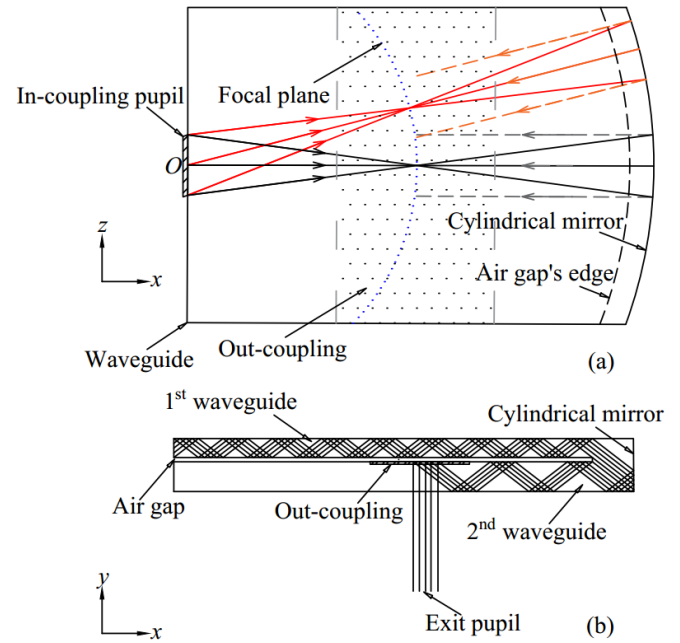 In-coupling pupil
Focal plane
O
Cylindrical mirror
Air gap's edge
z
x
Waveguide
Out-coupling
(a)
1st waveguide
Cylindrical mirror
Air gap
Out-coupling
2nd waveguide
y
x
Exit pupil
(b)